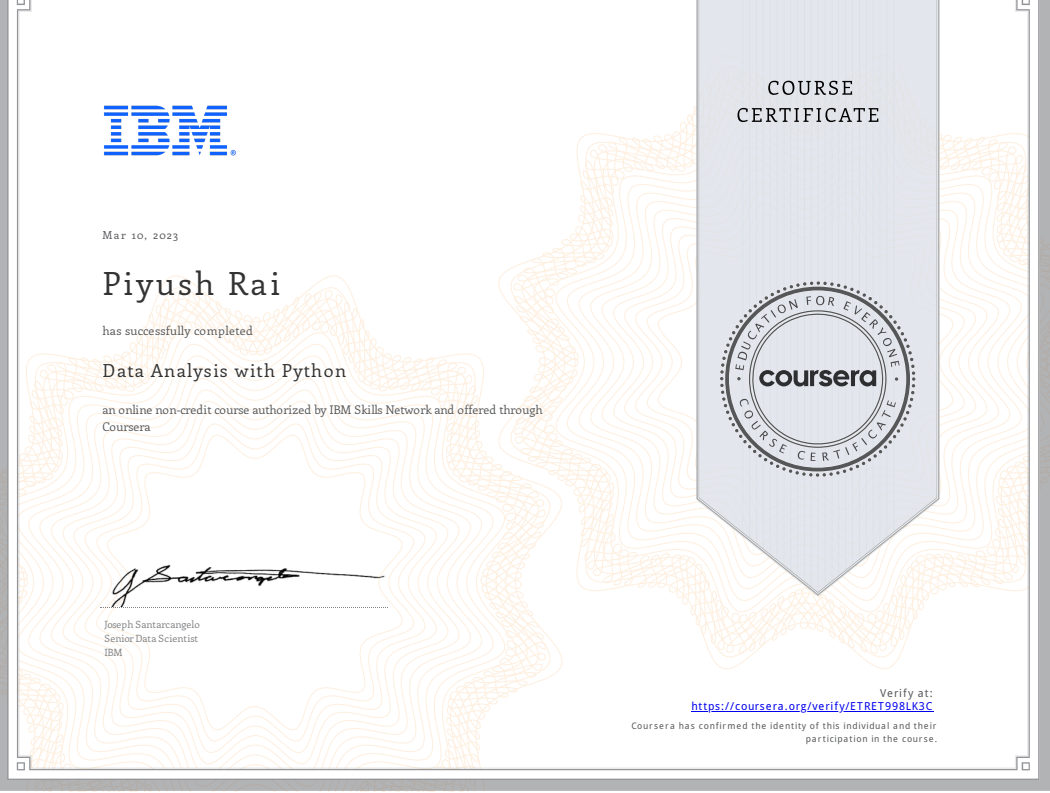 COURSE
CERTIFICATE
IBM®
Mar 10, 2023
Piyush Rai
has successfully completed
Data Analysis with Python
an online non-credit course authorized by IBM Skills Network and offered through
Coursera
EDUCATION FOR EVERYONE
coursera
COURSE CERTIFICATE
J Santarcangelo
Joseph Santarcangelo
Senior Data Scientist
IBM
Verify at:
https://coursera.org/verify/ETRET998LK3C
Coursera has confirmed the identity of this individual and their
participation in the course.